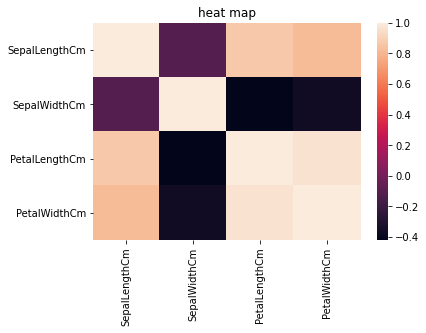 heat map
SepalLengthCm
SepalWidthCm
PetalLengthCm
PetalWidthCm
SepalLengthCm
SepalWidthCm
PetalLengthCm
PetalWidthCm
1.0
0.8
0.6
0.4
0.2
0.0
−0.2
−0.4